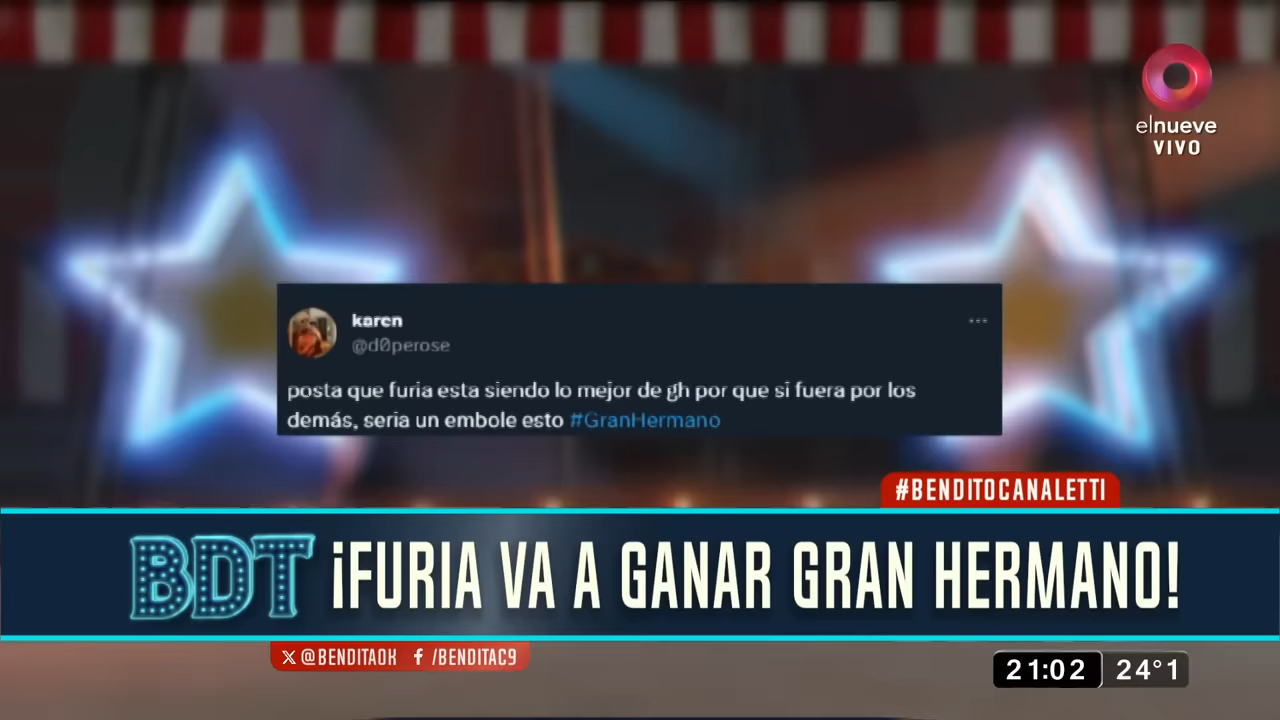 elnueve
VIVO
karen
@d0perose
posta que furia esta siendo lo mejor de gh por que si fuera por los
demás, seria un embole esto #GranHermano
#BENDITOCANALETTI
BDT ¡FURIA VA A GANAR GRAN HERMANO!
X @BENDITAOK f /BENDITAC9
21:02 24°1